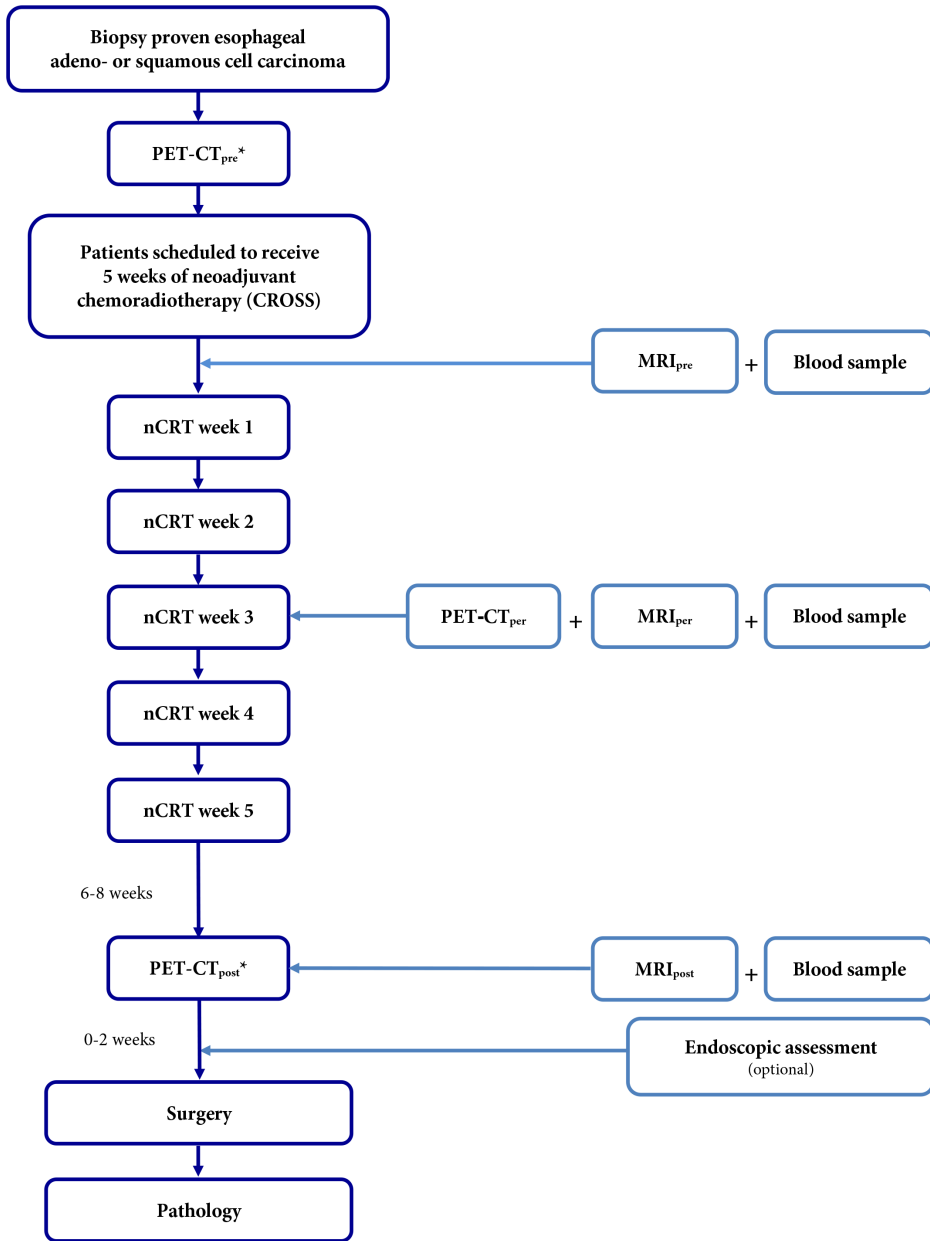 Biopsy proven esophageal
adeno- or squamous cell carcinoma
PET-CTpre*
Patients scheduled to receive
5 weeks of neoadjuvant
chemoradiotherapy (CROSS)
MRIpre + Blood sample
nCRT week 1
nCRT week 2
nCRT week 3
PET-CTper + MRIper + Blood sample
nCRT week 4
nCRT week 5
6-8 weeks
PET-CTpost*
MRIpost + Blood sample
0-2 weeks
Endoscopic assessment
(optional)
Surgery
Pathology